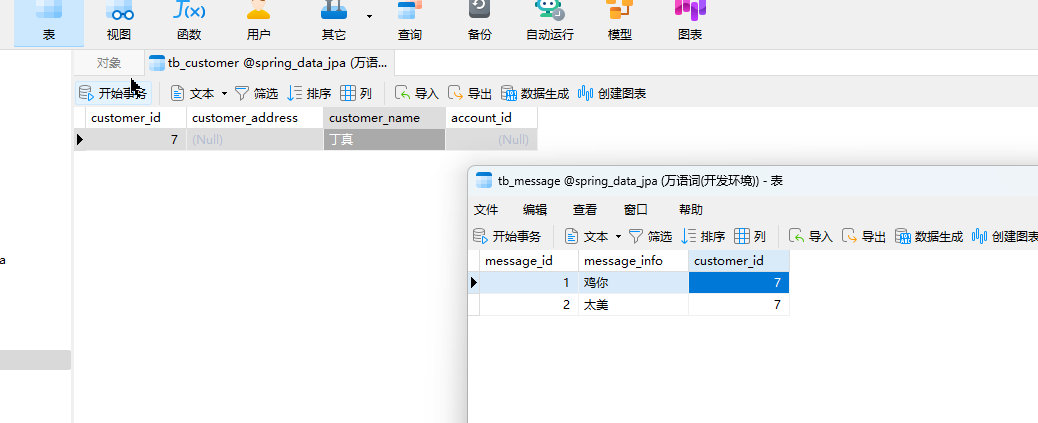 表 视图 函数 用户 其它 查询 备份 自动运行 模型 图表
对象 tb_customer @spring_data_jpa (万语...
开始事务 文本 筛选 排序 列 导入 导出 数据生成 创建图表
customer_id customer_address customer_name account_id
7 (Null) 丁真 (Null)
a
tb_message @spring_data_jpa (万语词(开发环境)) - 表
文件 编辑 查看 窗口 帮助
开始事务 文本 筛选 排序 列 导入 导出 数据生成 创建图表
message_id message_info customer_id
1 鸡你 7
2 太美 7